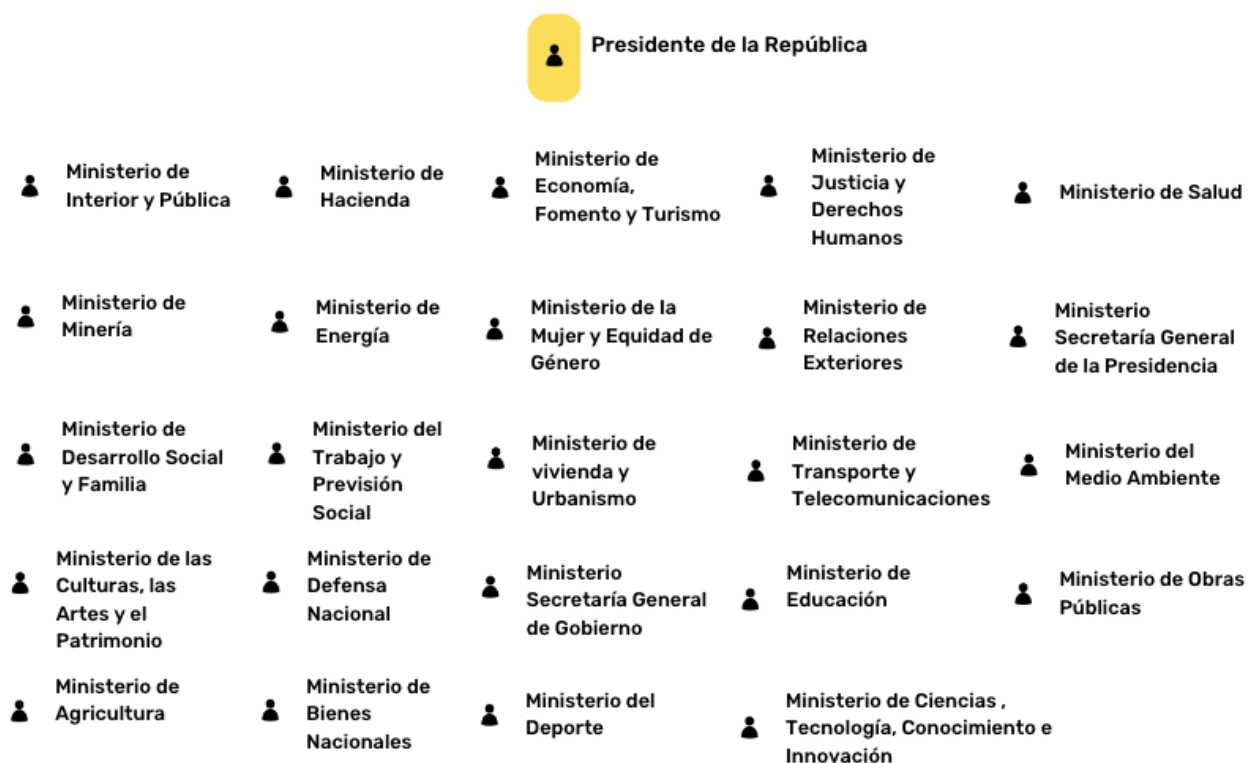 Presidente de la República
Ministerio de
Interior y Pública
Ministerio de
Hacienda
Ministerio de
Economía,
Fomento y Turismo
Ministerio de
Justicia y
Derechos
Humanos
Ministerio de Salud
Ministerio de
Minería
Ministerio de
Energía
Ministerio de la
Mujer y Equidad de
Género
Ministerio de
Relaciones
Exteriores
Ministerio
Secretaría General
de la Presidencia
Ministerio de
Desarrollo Social
y Familia
Ministerio del
Trabajo y
Previsión
Social
Ministerio de
vivienda y
Urbanismo
Ministerio de
Transporte y
Telecomunicaciones
Ministerio del
Medio Ambiente
Ministerio de las
Culturas, las
Artes y el
Patrimonio
Ministerio de
Defensa
Nacional
Ministerio
Secretaría General
de Gobierno
Ministerio de
Educación
Ministerio de Obras
Públicas
Ministerio de
Agricultura
Ministerio de
Bienes
Nacionales
Ministerio del
Deporte
Ministerio de Ciencias ,
Tecnología, Conocimiento e
Innovación